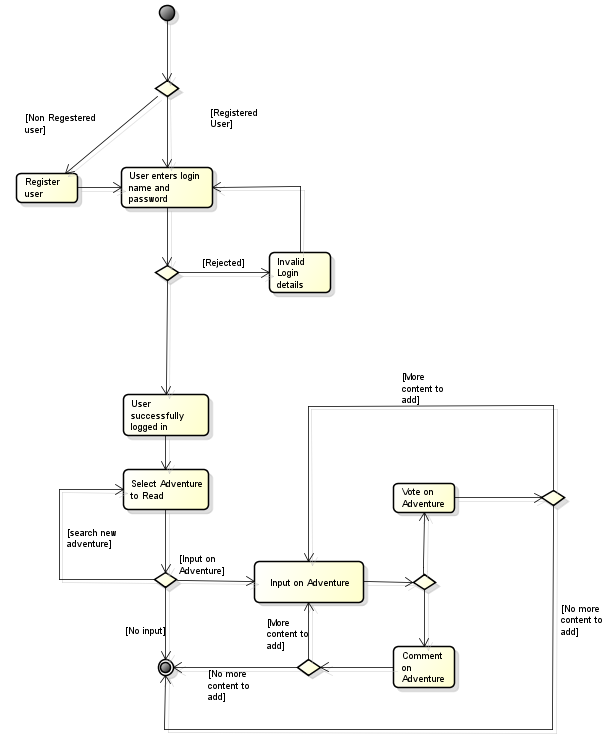 [Non Regestered
user]
[Registered
User]
Register
user
User enters login
name and
password
[Rejected]
Invalid
Login
details
User
successfully
logged in
[More
content to
add]
Select Adventure
to Read
Vote on
Adventure
[search new
adventure]
[Input on
Adventure]
Input on Adventure
[No input]
[More
content to
add]
[No more
content to
add]
Comment
on
Adventure
[No more
content to
add]